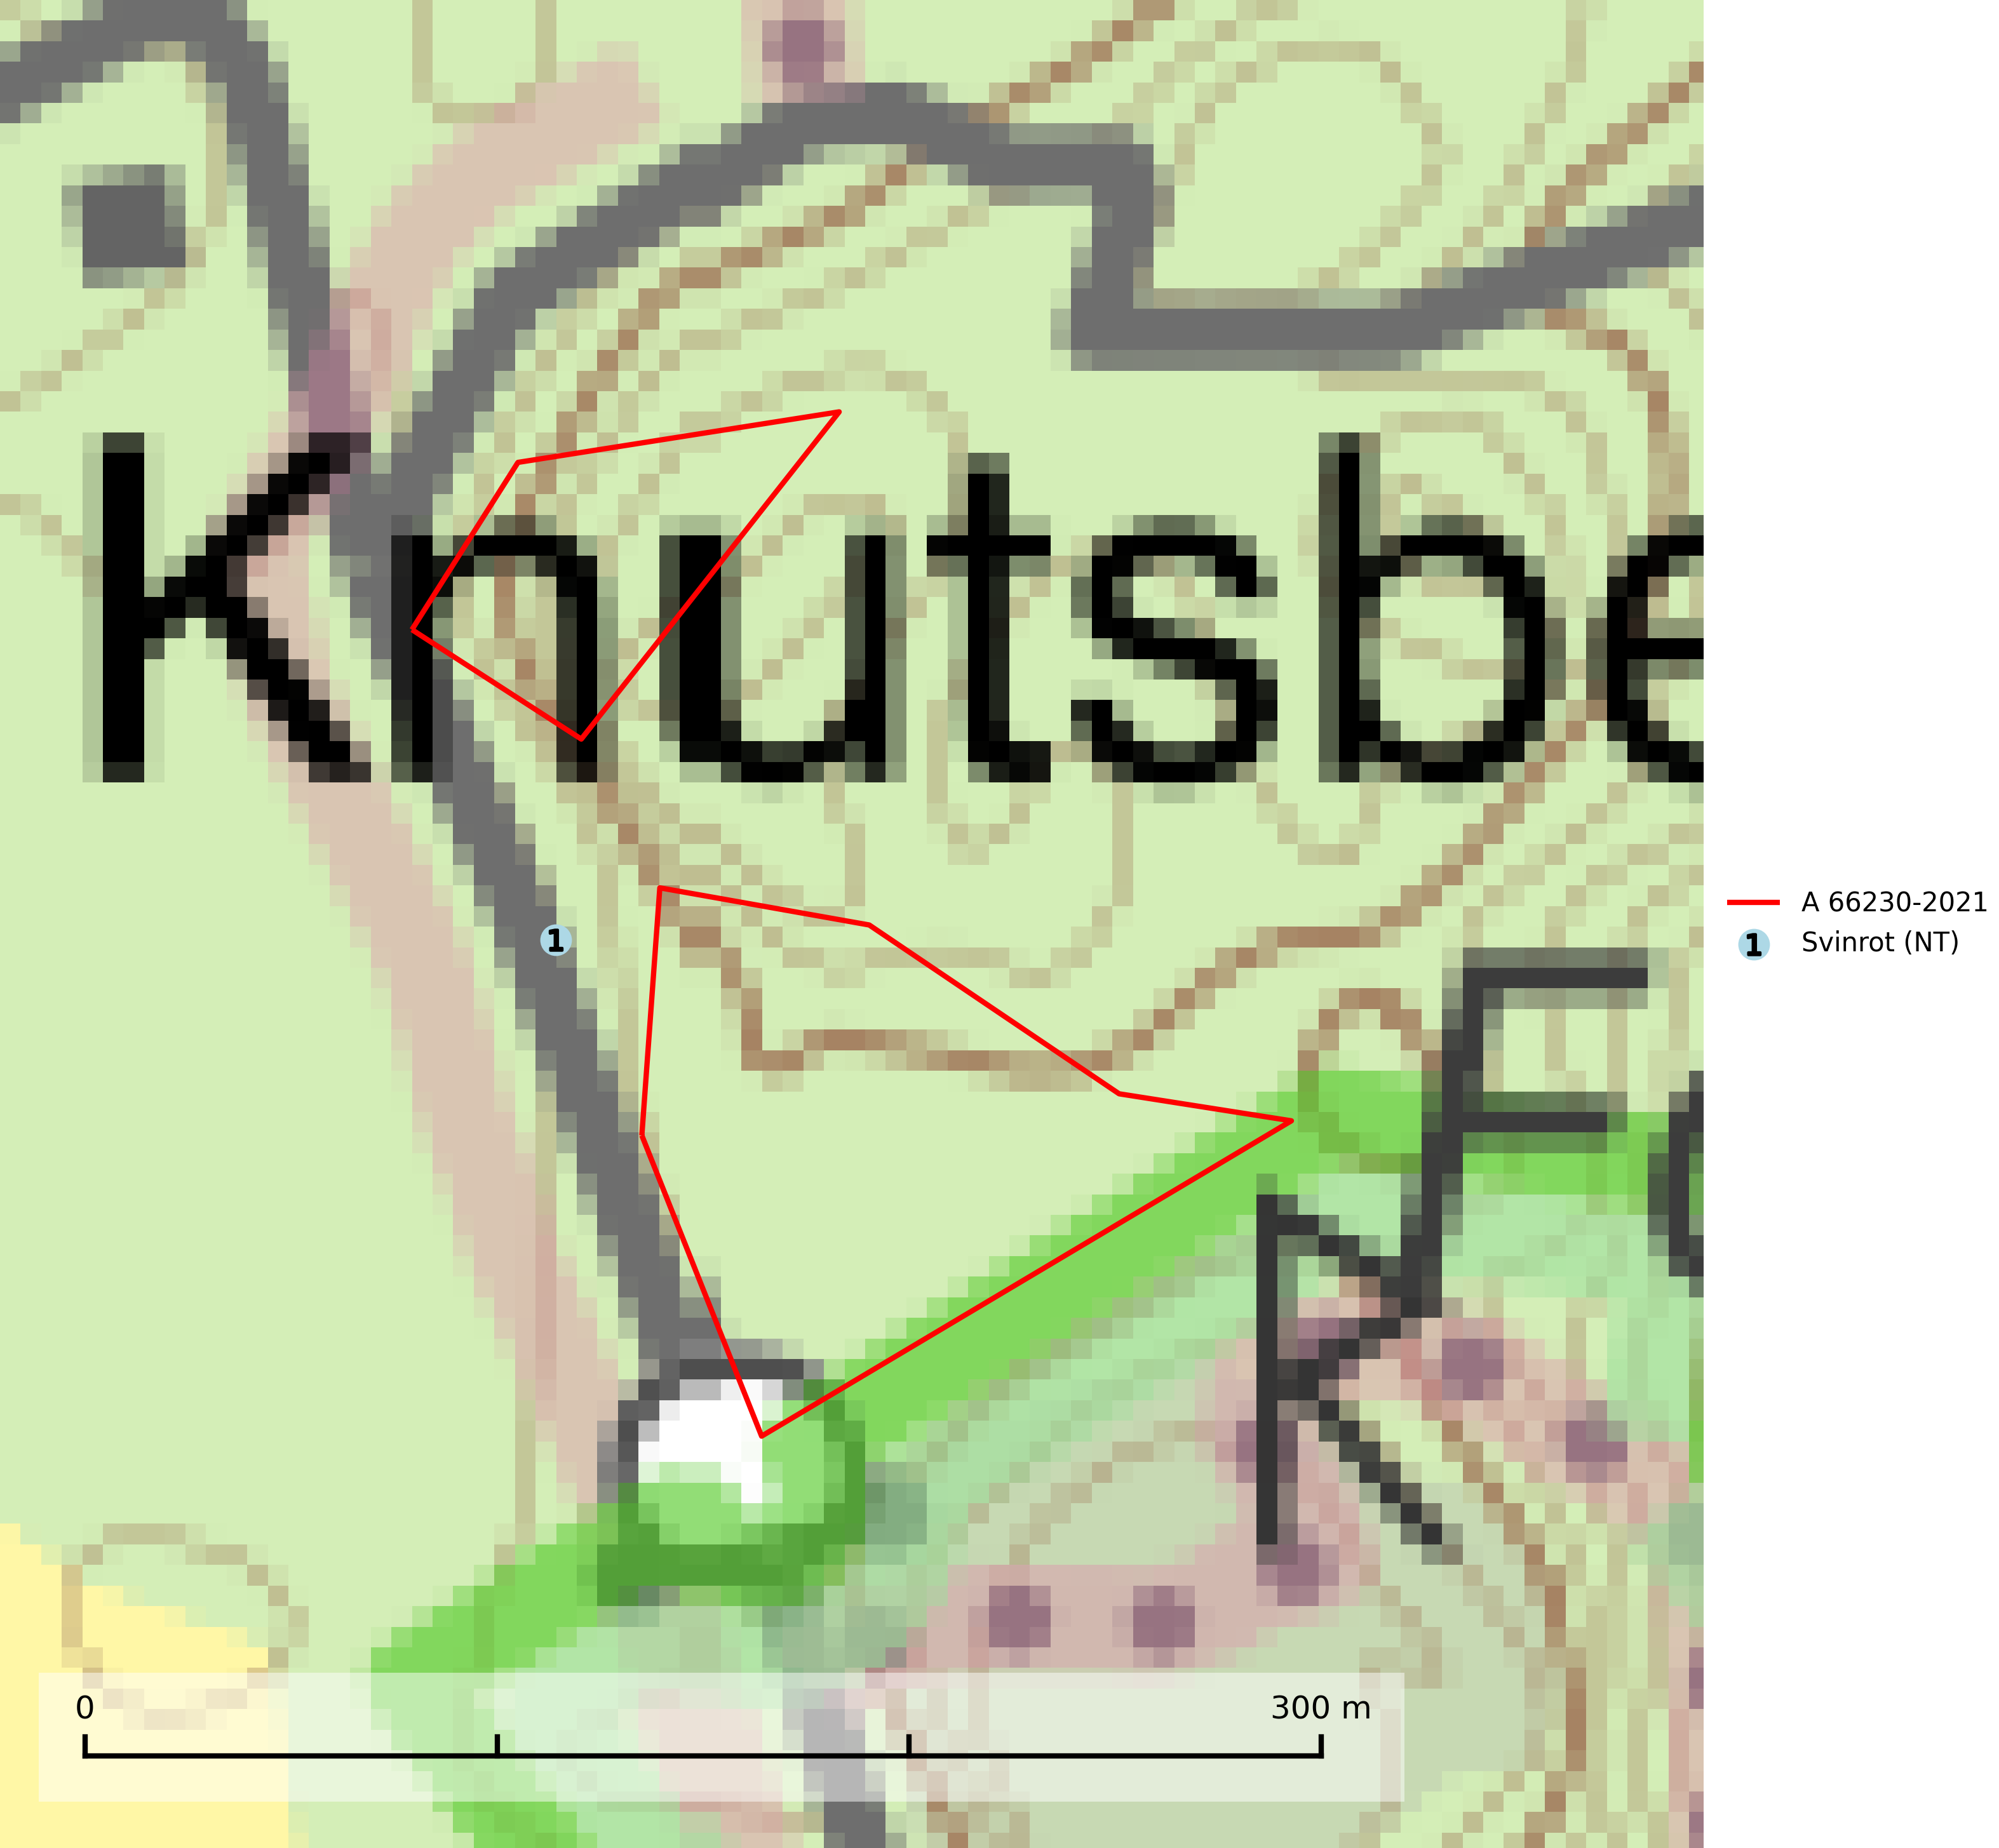 Knutsbe
1
A 66230-2021
1 Svinrot (NT)
F
R
0 300 m